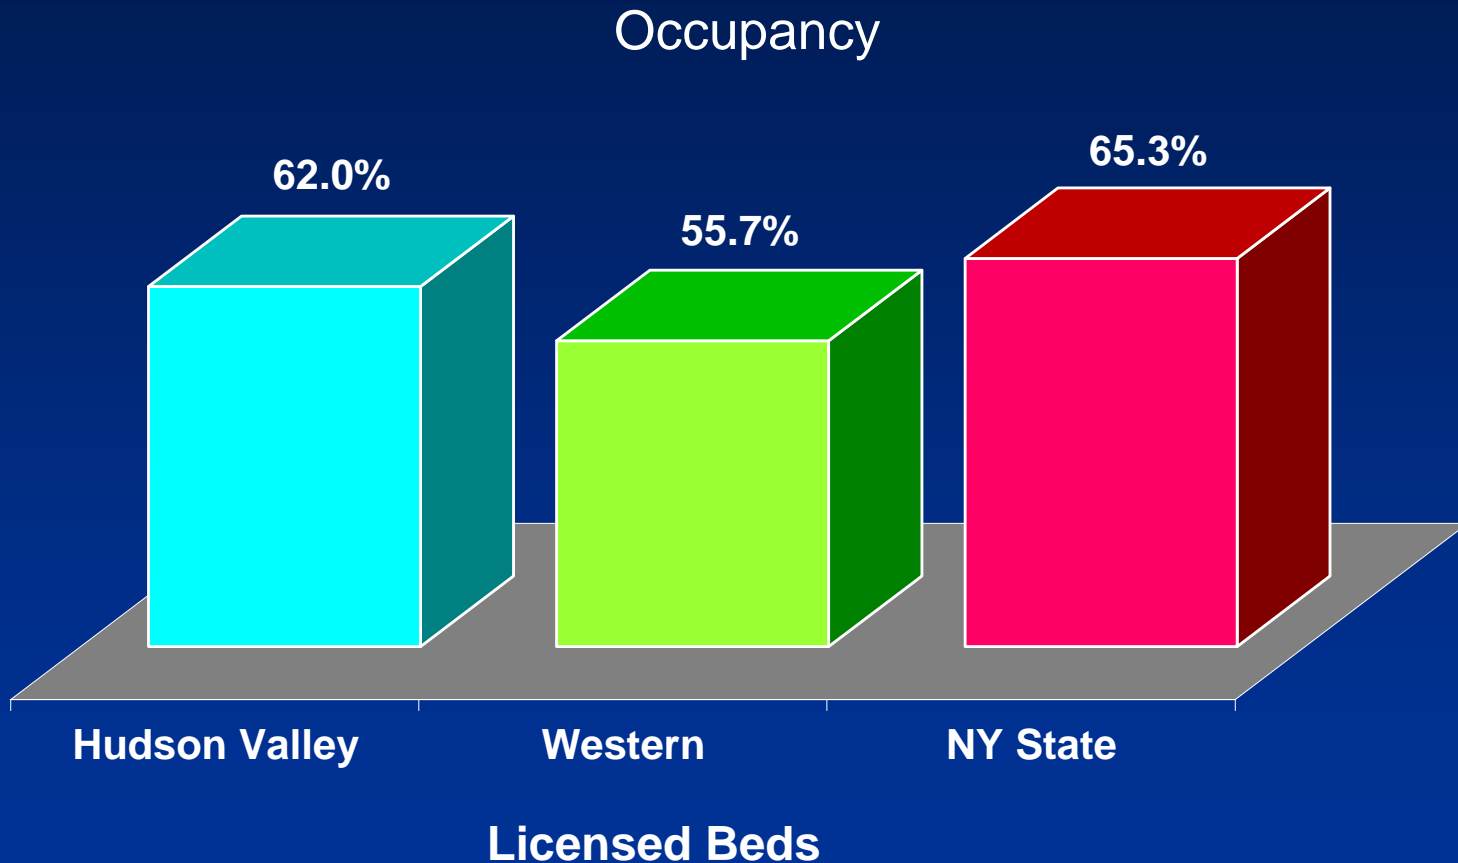 Occupancy
62.0%
55.7%
65.3%
Hudson Valley
Western
NY State
Licensed Beds